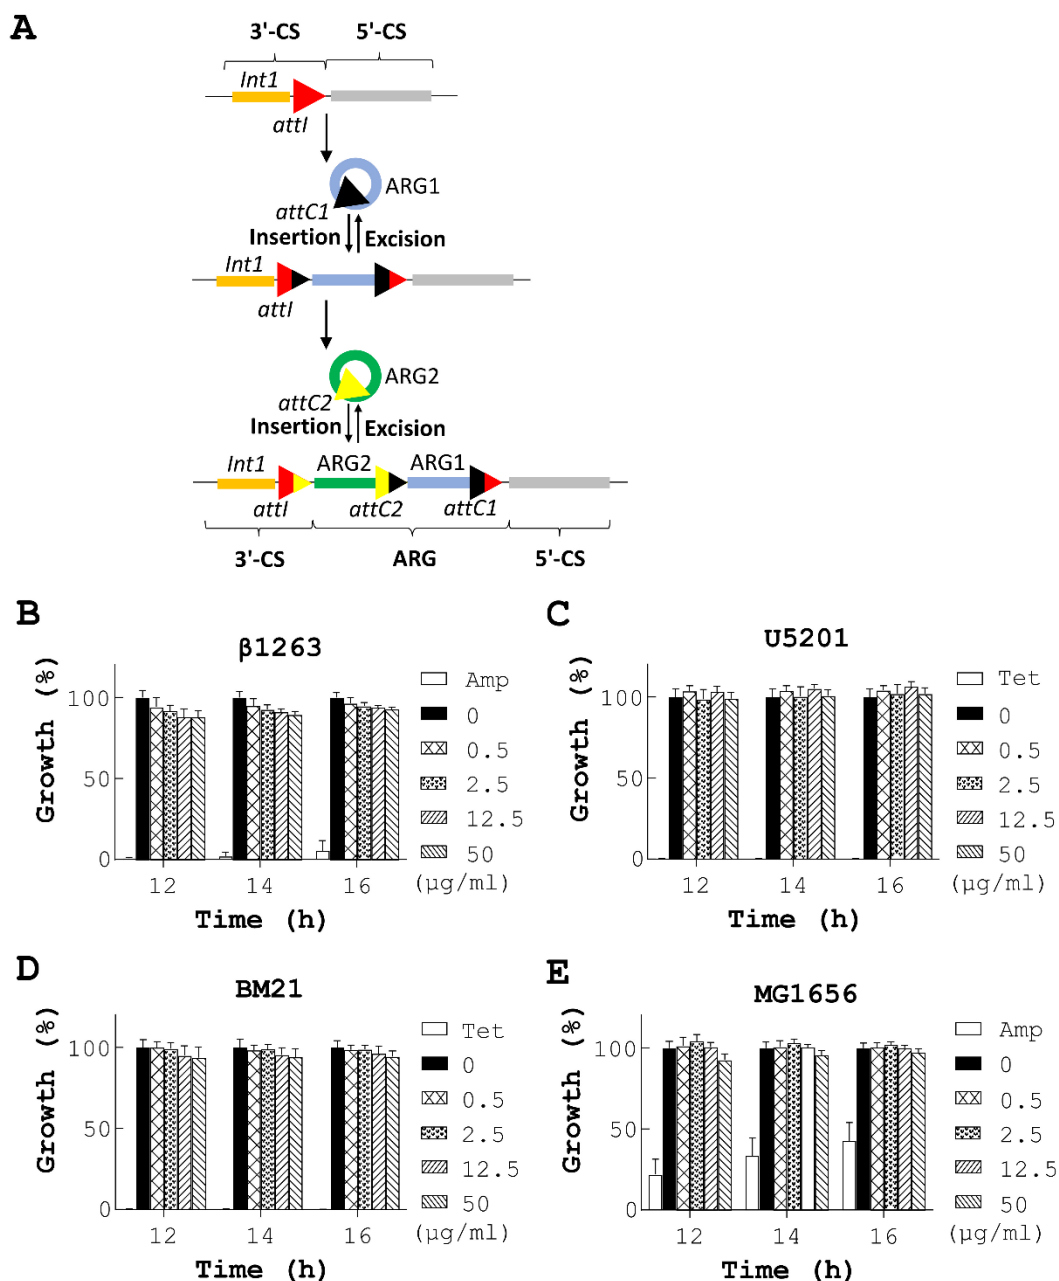 A
3'-CS 5'-CS
Int1
attI
ARG1
attC1
Insertion Excision
Int1
attI
ARG2
attC2
Insertion Excision
Int1 ARG2 ARG1
attI attC2 attC1
3'-CS ARG 5'-CS
B
β1263
Growth (%)
100
50
0
12 14 16
Time (h)
Amp
0
0.5
2.5
12.5
50
(µg/ml)
C
U5201
Growth (%)
100
50
0
12 14 16
Time (h)
Tet
0
0.5
2.5
12.5
50
(µg/ml)
D
BM21
Growth (%)
100
50
0
12 14 16
Time (h)
Tet
0
0.5
2.5
12.5
50
(µg/ml)
E
MG1656
Growth (%)
100
50
0
12 14 16
Time (h)
Amp
0
0.5
2.5
12.5
50
(µg/ml)